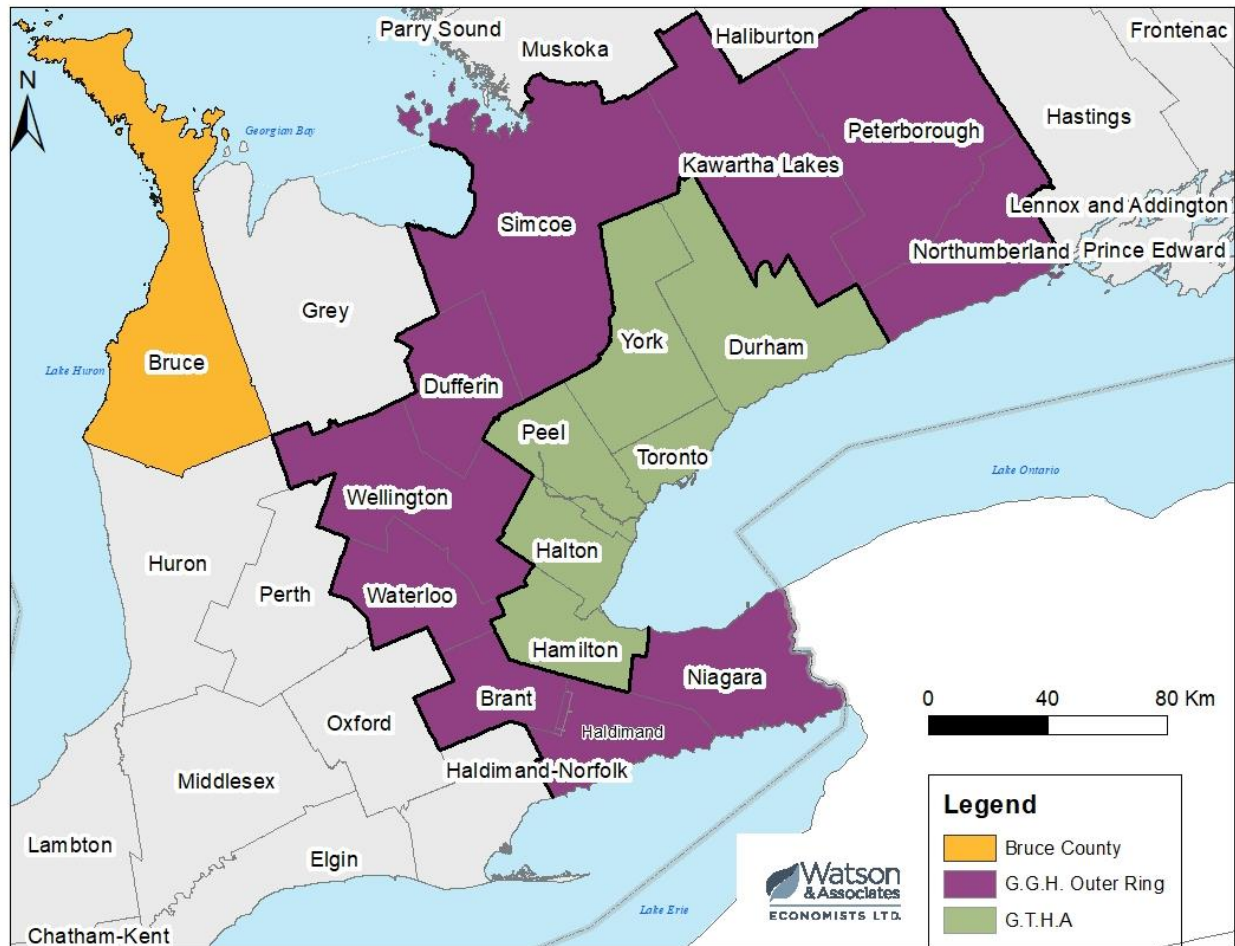 Parry Sound
Muskoka
Haliburton
Frontenac
N
Georgian Bay
Peterborough
Hastings
Kawartha Lakes
Simcoe
Lennox and Addington
Northumberland
Prince Edward
Grey
York
Durham
Bruce
Lake Huron
Dufferin
Peel
Toronto
Lake Ontario
Wellington
Huron
Halton
Perth
Waterloo
Hamilton
Niagara
Brant
0 40 80 Km
Oxford
Haldimand
Haldimand-Norfolk
Middlesex
Legend
Lambton
Bruce County
Elgin
Watson
& Associates
ECONOMISTS LTD.
G.G.H. Outer Ring
Lake Erie
G.T.H.A
Chatham-Kent